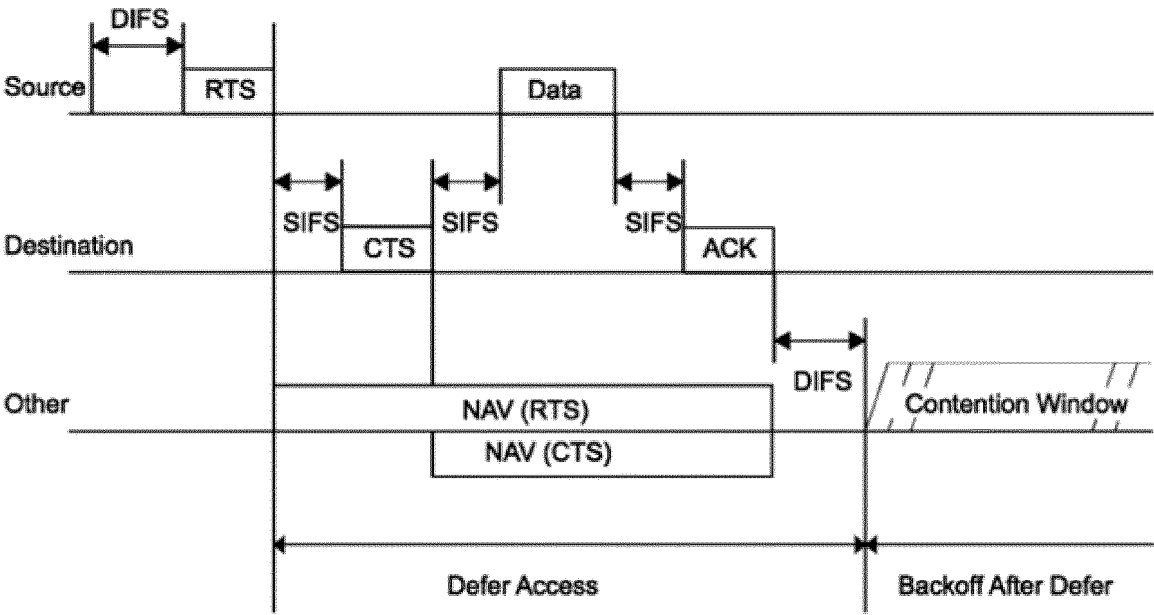 DIFS
Source
RTS
Data
SIFS
SIFS
SIFS
Destination
CTS
ACK
DIFS
Other
NAV (RTS)
Contention Window
NAV (CTS)
Defer Access
Backoff After Defer